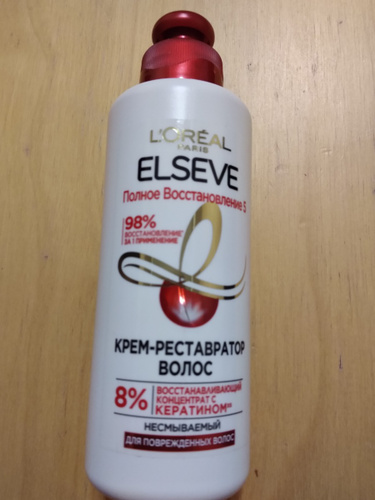 L'ORÉAL
PARIS
ELSEVE
Полное Восстановление 5
98%
ВОССТАНОВЛЕНИЕ
ЗА 1 ПРИМЕНЕНИЕ
КРЕМ-РЕСТАВРАТОР
ВОЛОС
8%
ВОССТАНАВЛИВАЮЩИЙ
КОНЦЕНТРАТ С
КЕРАТИНОМ**
НЕСМЫВАЕМЫЙ
ДЛЯ ПОВРЕЖДЕННЫХ ВОЛОС